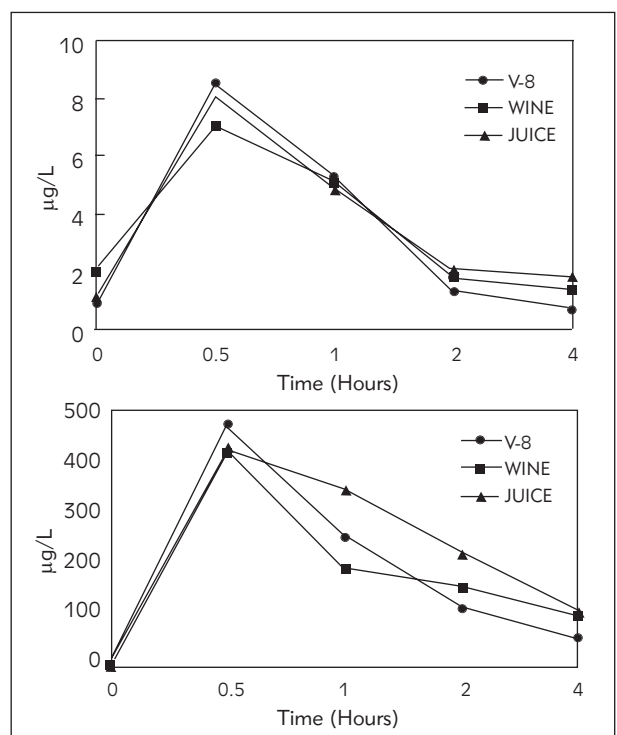 10
8
6
4
2
0
µg/L
V-8
WINE
JUICE
0 0.5 1 2 4
Time (Hours)
500
400
300
200
100
0
µg/L
V-8
WINE
JUICE
0 0.5 1 2 4
Time (Hours)